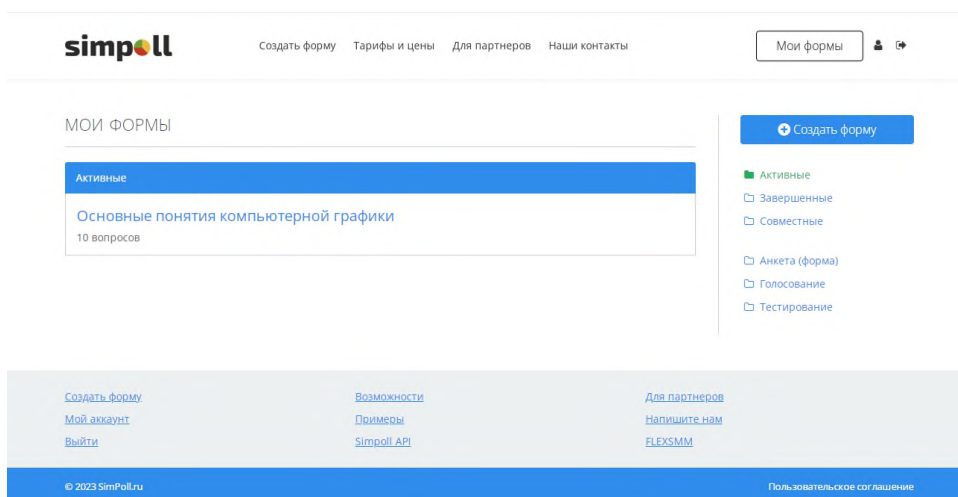 simpoll
Создать форму Тарифы и цены Для партнеров Наши контакты
Мои формы
МОИ ФОРМЫ
Активные
Основные понятия компьютерной графики
10 вопросов
Создать форму
Активные
Завершенные
Совместные
Анкета (форма)
Голосование
Тестирование
Создать форму Возможности Для партнеров
Мой аккаунт Примеры Напишите нам
Выйти Simpoll API FLEXSMM
© 2023 SimPoll.ru Пользовательское соглашение